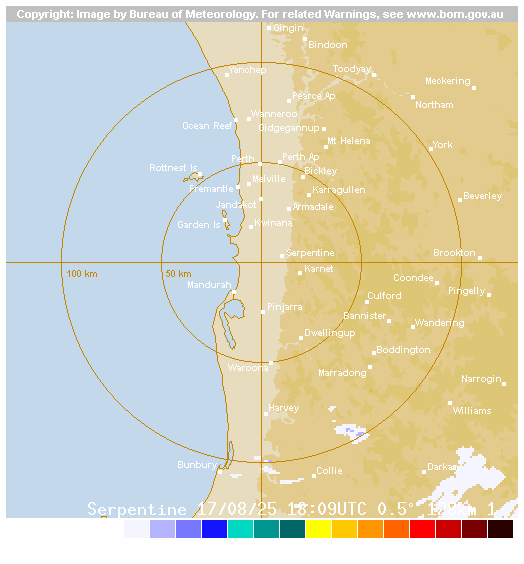 Copyright: Image by Bureau of Meteorology. For related Warnings, see www.bom.gov.au
Gingin
Bindoon
Yanchep
Toodyay
Meckering
Pearce Ap
Northam
Wanneroo
Ocean Reef
Gidgegannup
Mt Helena
York
Perth
Perth Ap
Rottnest Is
Bickley
Melville
Fremantle
Karragullen
Beverley
Jandakot
Armadale
Garden Is
Kwinana
Serpentine
Brookton
100 km
50 km
Karnet
Coondee
Mandurah
Pingelly
Culford
Pinjarra
Bannister
Wandering
Dwellingup
Boddington
Waroona
Marradong
Narrogin
Harvey
Williams
Bunbury
Collie
Darkan
Serpentine 17/08/25 18:09UTC 0.5°